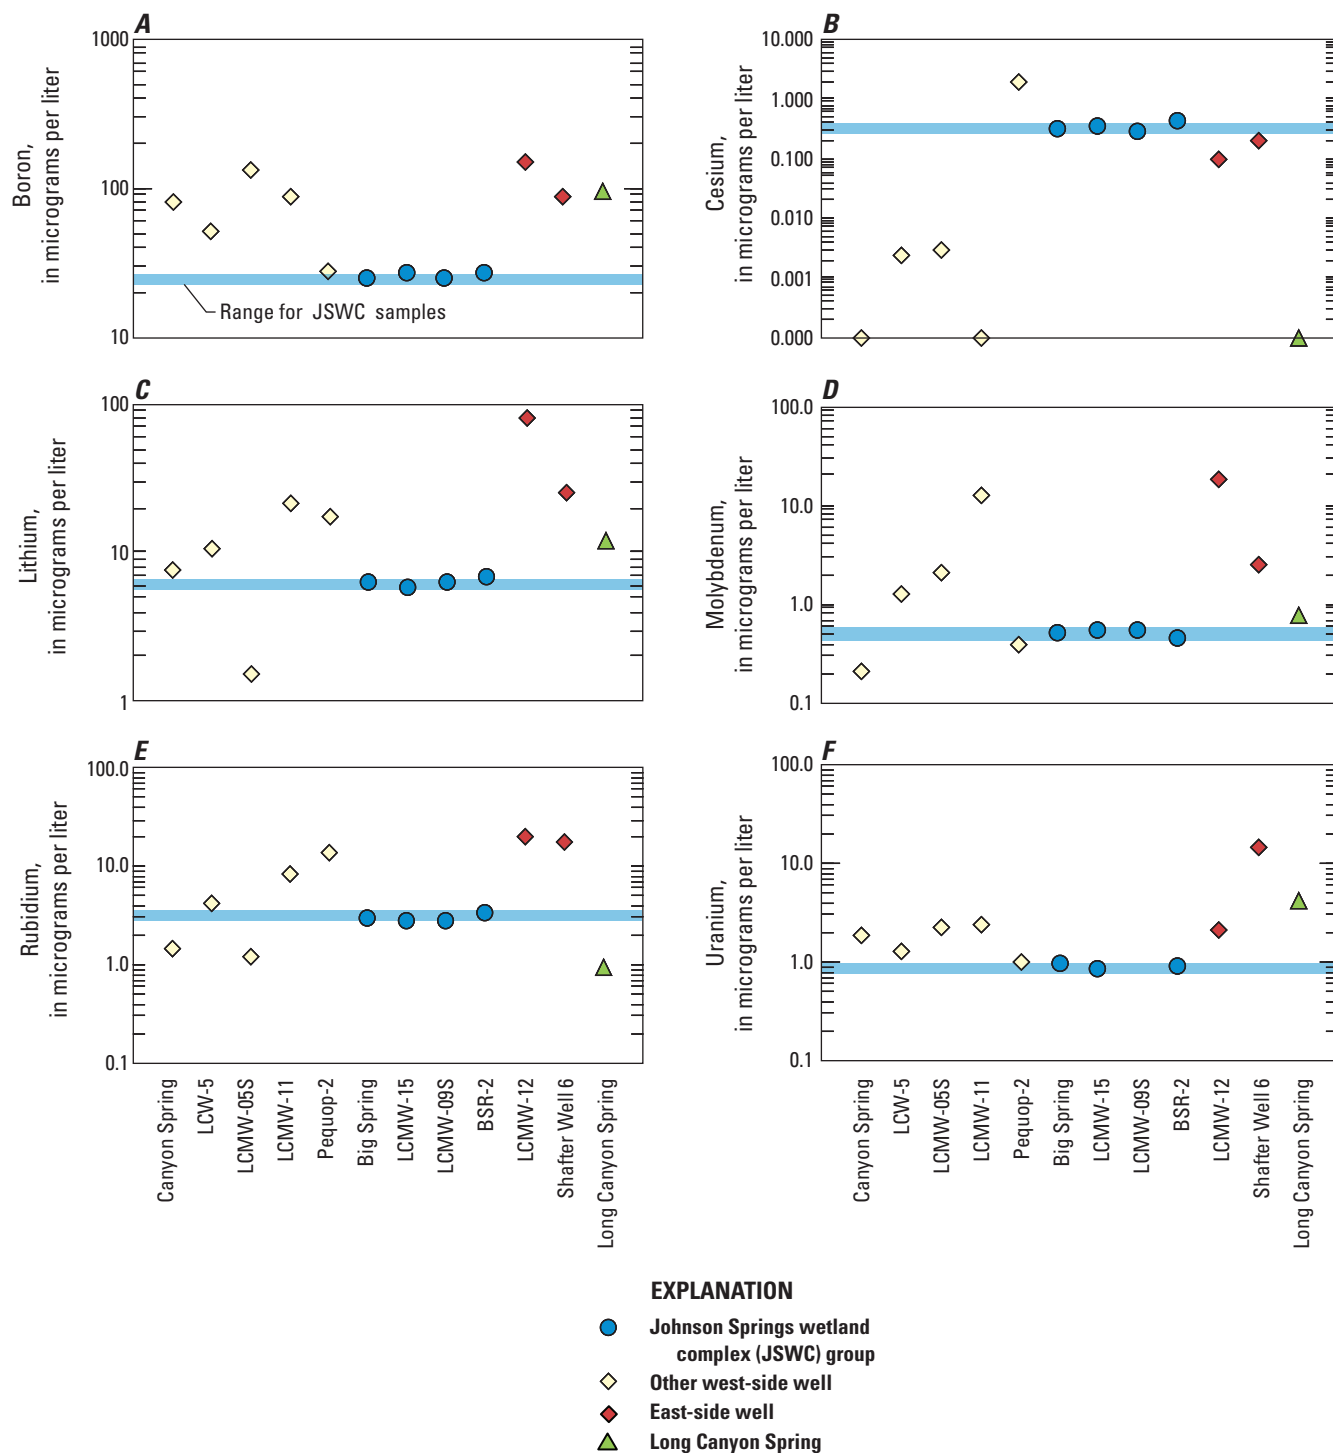 A
1000
100
10
Boron,
in micrograms per liter
Range for JSWC samples
B
10.000
1.000
0.100
0.010
0.001
0.000
Cesium,
in micrograms per liter
C
100
10
1
Lithium,
in micrograms per liter
D
100.0
10.0
1.0
0.1
Molybdenum,
in micrograms per liter
E
100.0
10.0
1.0
0.1
Rubidium,
in micrograms per liter
Canyon Spring
LCW-5
LCMW-05S
LCMW-11
Pequop-2
Big Spring
LCMW-15
LCMW-09S
BSR-2
LCMW-12
Shafter Well 6
Long Canyon Spring
F
100.0
10.0
1.0
0.1
Uranium,
in micrograms per liter
Canyon Spring
LCW-5
LCMW-05S
LCMW-11
Pequop-2
Big Spring
LCMW-15
LCMW-09S
BSR-2
LCMW-12
Shafter Well 6
Long Canyon Spring
EXPLANATION
Johnson Springs wetland
complex (JSWC) group
Other west-side well
East-side well
Long Canyon Spring